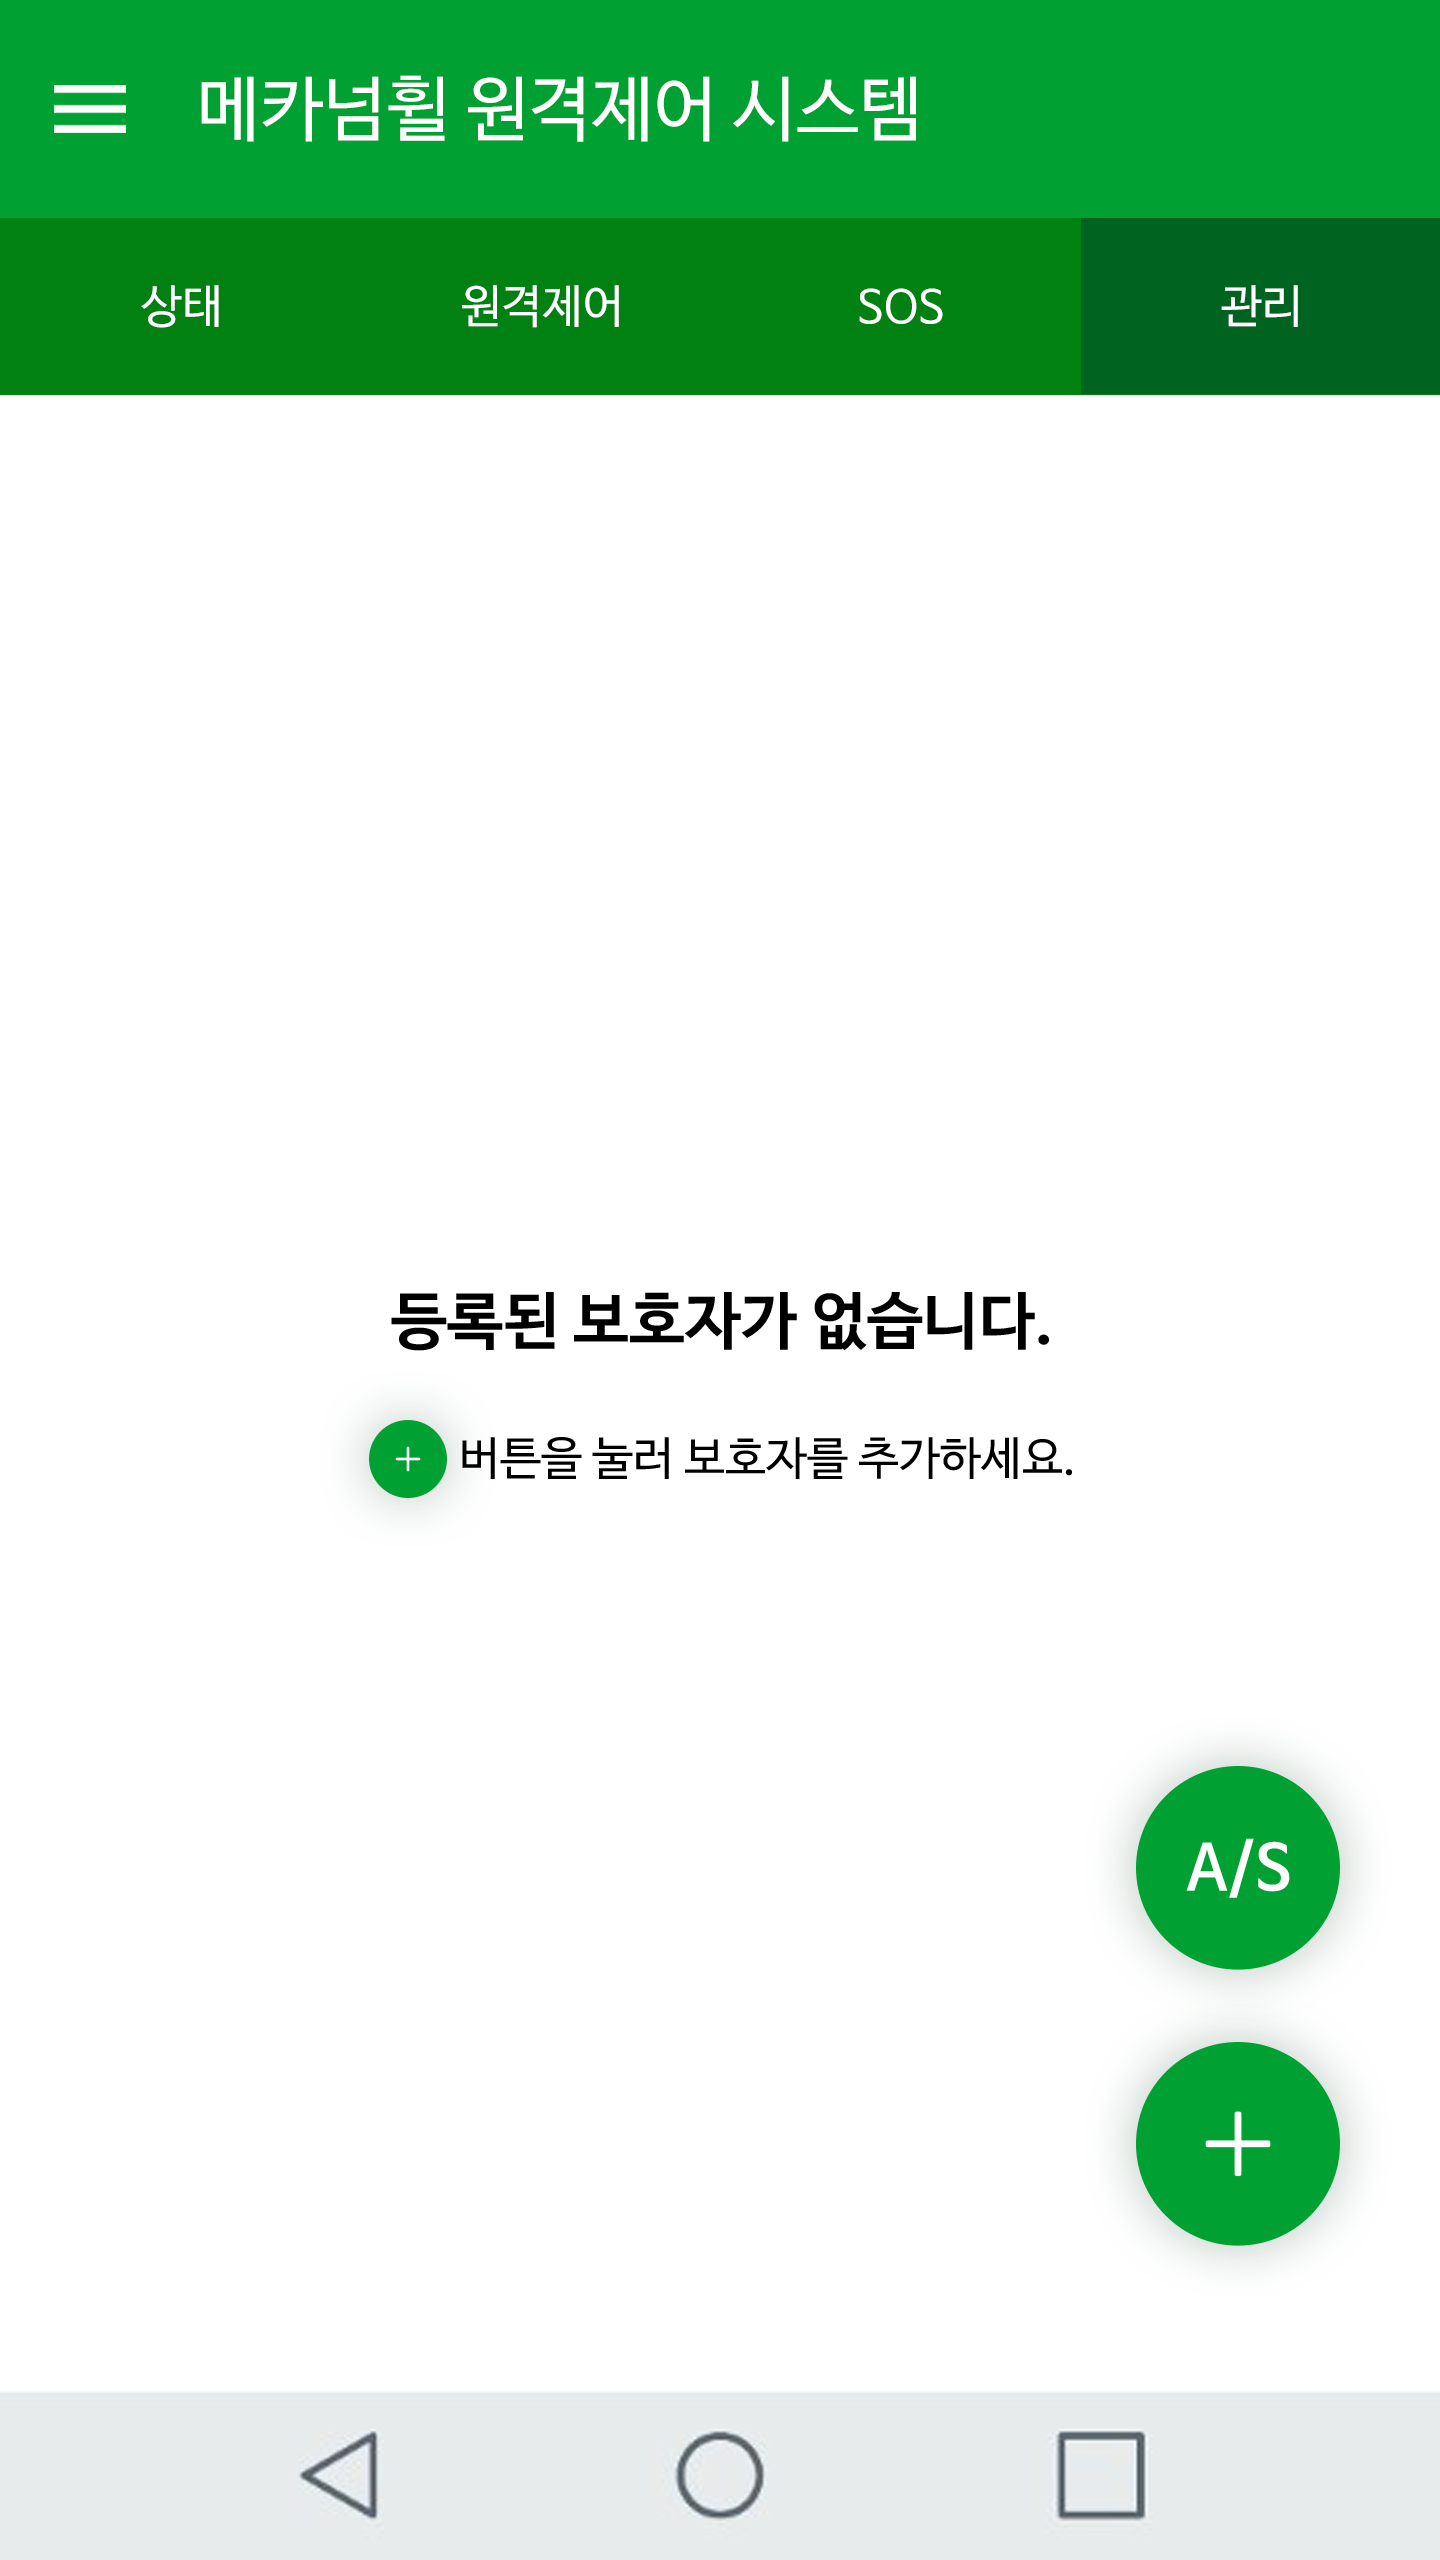 메카넘휠 원격제어 시스템
상태 원격제어 SOS 관리
등록된 보호자가 없습니다.
+ 버튼을 눌러 보호자를 추가하세요.
A/S
+